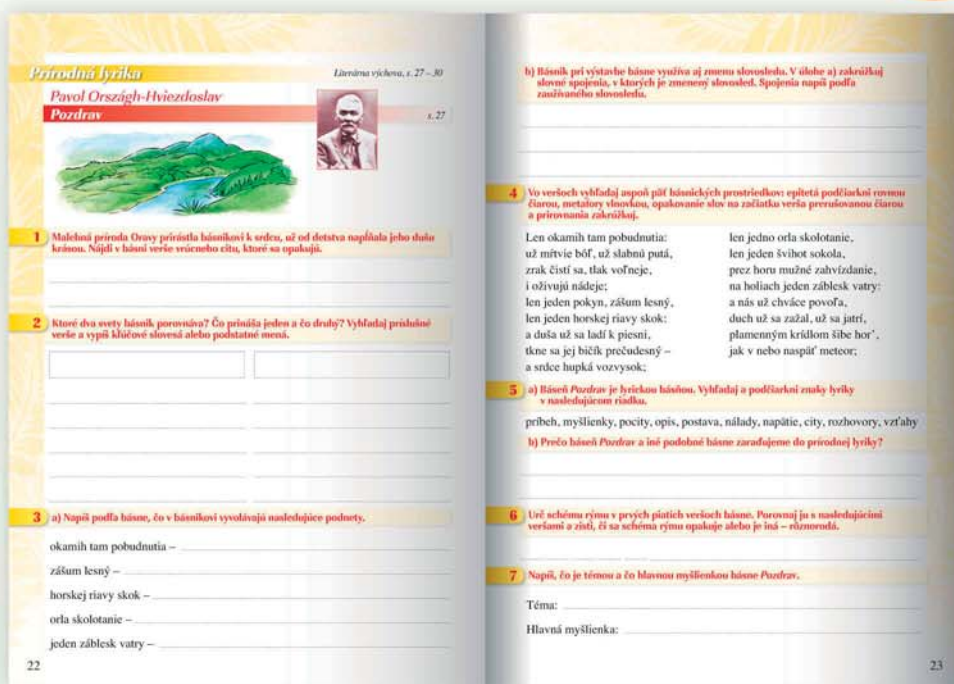 Prírodná lyrika
Literárna výchova, s. 27 – 30
Pavol Országh-Hviezdoslav
Pozdrav
s. 27
1 Malebná príroda Oravy prirástla básnikovi k srdcu, už od detstva napĺňala jeho dušu
krásou. Nájdi v básni verše vrúcneho citu, ktoré sa opakujú.
2 Ktoré dva svety básnik porovnáva? Čo prináša jeden a čo druhý? Vyhľadaj príslušné
verše a vypíš kľúčové slovesá alebo podstatné mená.
3 a) Napíš podľa básne, čo v básnikovi vyvolávajú nasledujúce podnety.
okamih tam pobudnutia –
zášum lesný –
horskej riavy skok –
orla skolotanie –
jeden záblesk vatry –
22
b) Básnik pri výstavbe básne využíva aj zmenu slovosledu. V úlohe a) zakrúžkuj
slovné spojenia, v ktorých je zmenený slovosled. Spojenia napíš podľa
zaužívaného slovosledu.
4 Vo veršoch vyhľadaj aspoň päť básnických prostriedkov: epitetá podčiarkni rovnou
čiarou, metafory vlnovkou, opakovanie slov na začiatku verša prerušovanou čiarou
a prirovnania zakrúžkuj.
Len okamih tam pobudnutia:
už mŕtvie bôľ, už slabnú putá,
zrak čistí sa, tlak voľneje,
i ožívujú nádeje;
len jeden pokyn, zášum lesný,
len jeden horskej riavy skok:
a duša už sa ladí k piesni,
tkne sa jej bičík prečudesný –
a srdce hupká vozvysok;
len jedno orla skolotanie,
len jeden švihot sokola,
prez horu mužné zahvízdanie,
na holiach jeden záblesk vatry:
a nás už chváce povoľa,
duch už sa zažal, už sa jatrí,
plamenným krídlom šibe hor',
jak v nebo naspäť meteor;
5 a) Báseň Pozdrav je lyrickou básňou. Vyhľadaj a podčiarkni znaky lyriky
v nasledujúcom riadku.
príbeh, myšlienky, pocity, opis, postava, nálady, napätie, city, rozhovory, vzťahy
b) Prečo báseň Pozdrav a iné podobné básne zaraďujeme do prírodnej lyriky?
6 Urč schému rýmu v prvých piatich veršoch básne. Porovnaj ju s nasledujúcimi
veršami a zisti, či sa schéma rýmu opakuje alebo je iná – rôznorodá.
7 Napíš, čo je témou a čo hlavnou myšlienkou básne Pozdrav.
Téma:
Hlavná myšlienka:
23